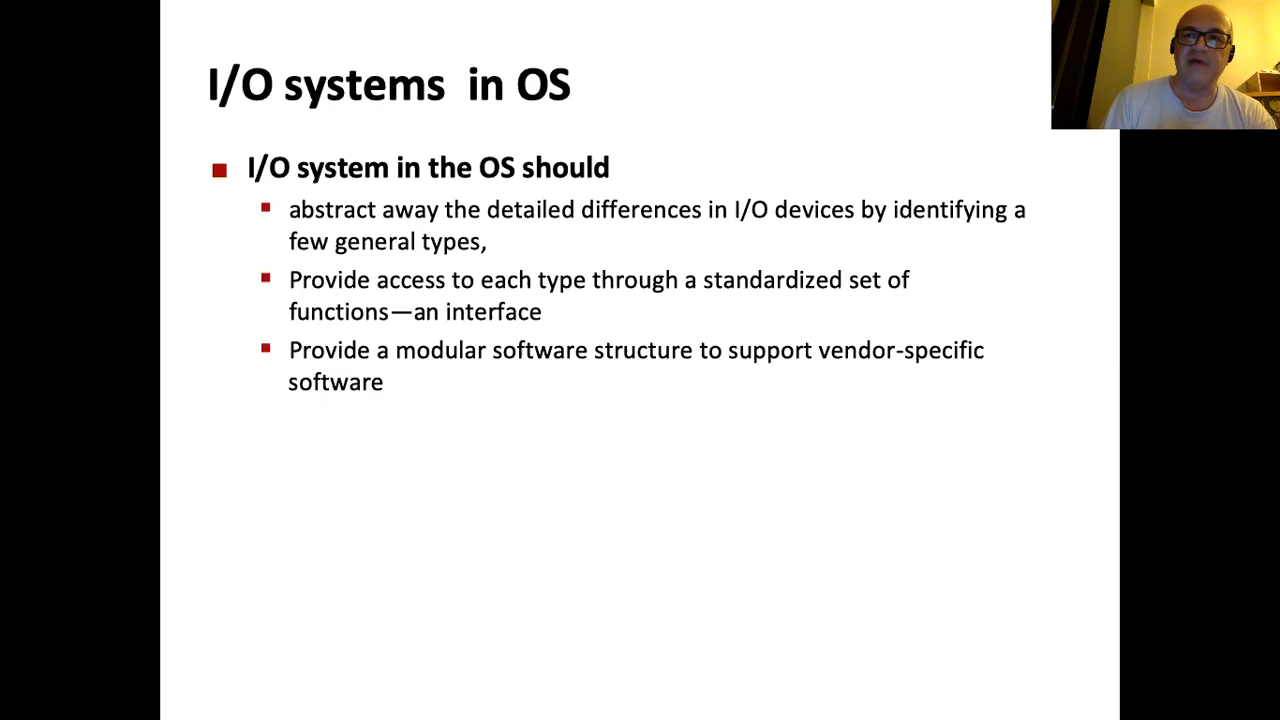 I/O systems  in OS
I/O system in the OS should
abstract away the detailed differences in I/O devices by identifying a
few general types,
Provide access to each type through a standardized set of
functions—an interface
Provide a modular software structure to support vendor-specific
software